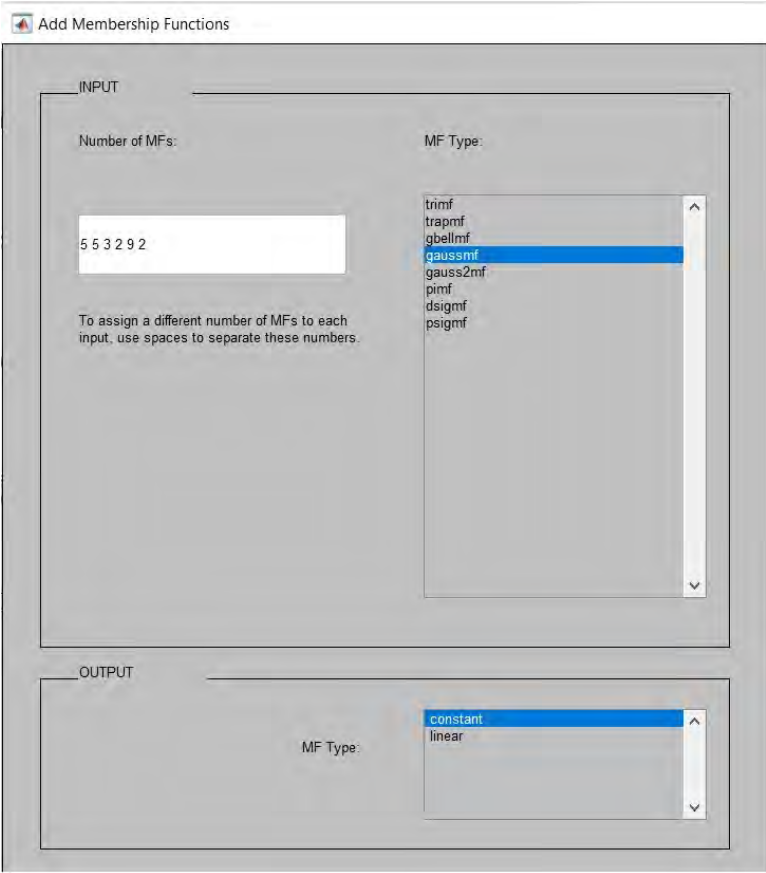 Add Membership Functions
INPUT
Number of MFs:
MF Type:
5 5 3 2 9 2
To assign a different number of MFs to each
input, use spaces to separate these numbers.
trimf
trapmf
gbellmf
gaussmf
gauss2mf
pimf
dsigmf
psigmf
OUTPUT
MF Type:
constant
linear